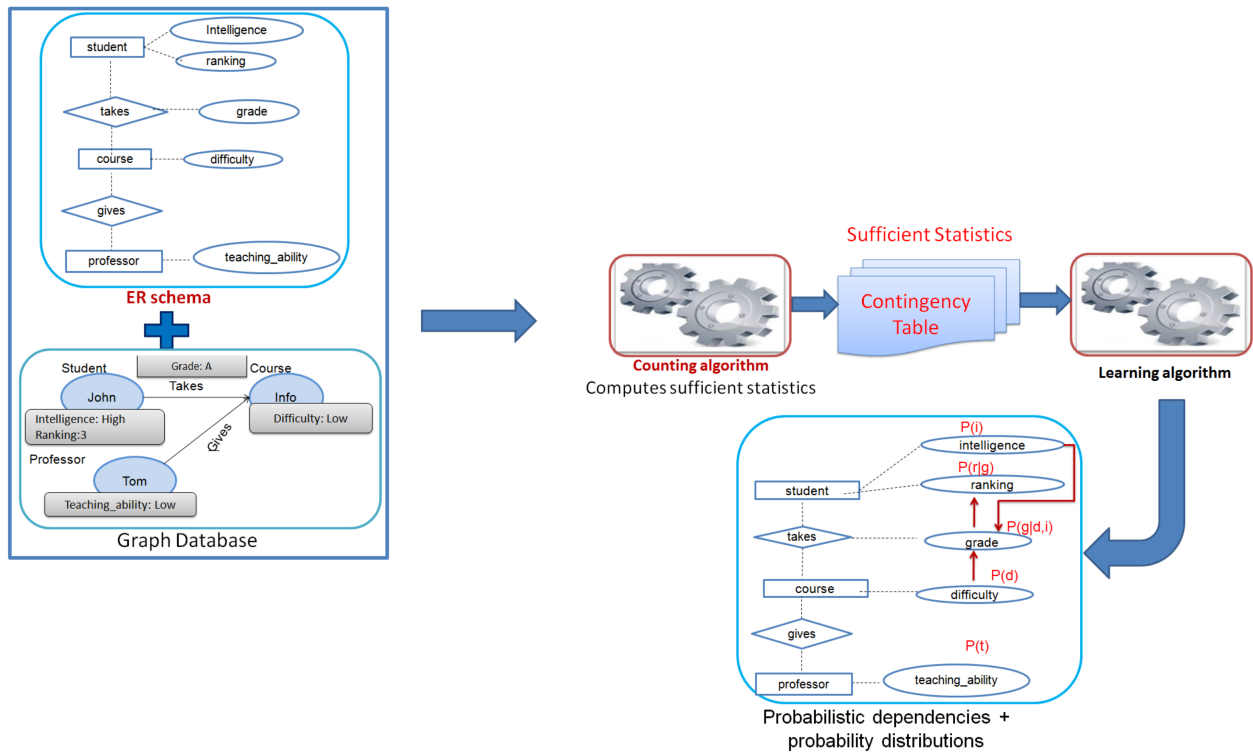 Intelligence
student
ranking
takes
grade
course
difficulty
gives
professor
teaching_ability
ER schema
Student
Grade: A
Course
Takes
John
Info
Intelligence: High
Ranking:3
Difficulty: Low
Gives
Professor
Tom
Teaching_ability: Low
Graph Database
Sufficient Statistics
Contingency
Table
Counting algorithm
Computes sufficient statistics
Learning algorithm
P(i)
intelligence
P(r|g)
ranking
student
P(g|d,i)
takes
grade
P(d)
course
difficulty
gives
P(t)
professor
teaching_ability
Probabilistic dependencies +
probability distributions